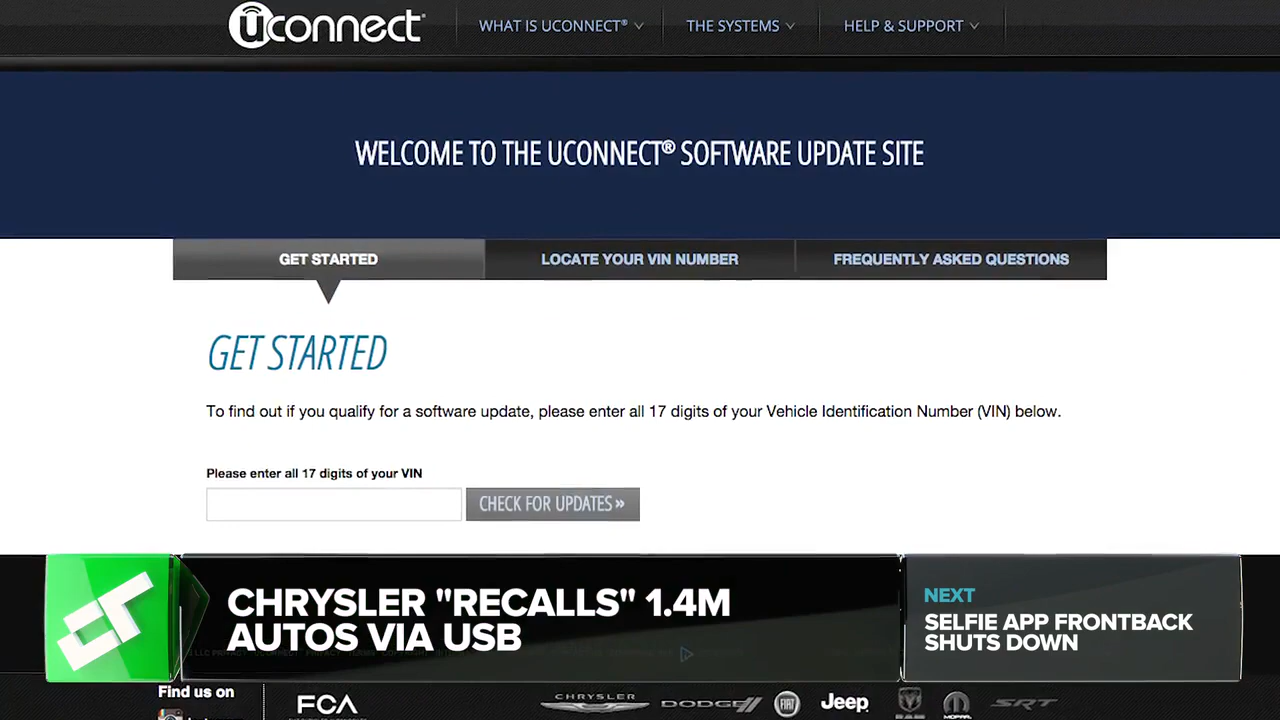 uconnect®
WHAT IS UCONNECT®
THE SYSTEMS
HELP & SUPPORT
WELCOME TO THE UCONNECT® SOFTWARE UPDATE SITE
GET STARTED
LOCATE YOUR VIN NUMBER
FREQUENTLY ASKED QUESTIONS
GET STARTED
To find out if you qualify for a software update, please enter all 17 digits of your Vehicle Identification Number (VIN) below.
Please enter all 17 digits of your VIN
CHECK FOR UPDATES »
CHRYSLER "RECALLS" 1.4M
AUTOS VIA USB
NEXT
SELFIE APP FRONTBACK
SHUTS DOWN
Find us on
FCA
CHRYSLER
DODGE
FIAT
Jeep
RAM
MOPAR
SRT